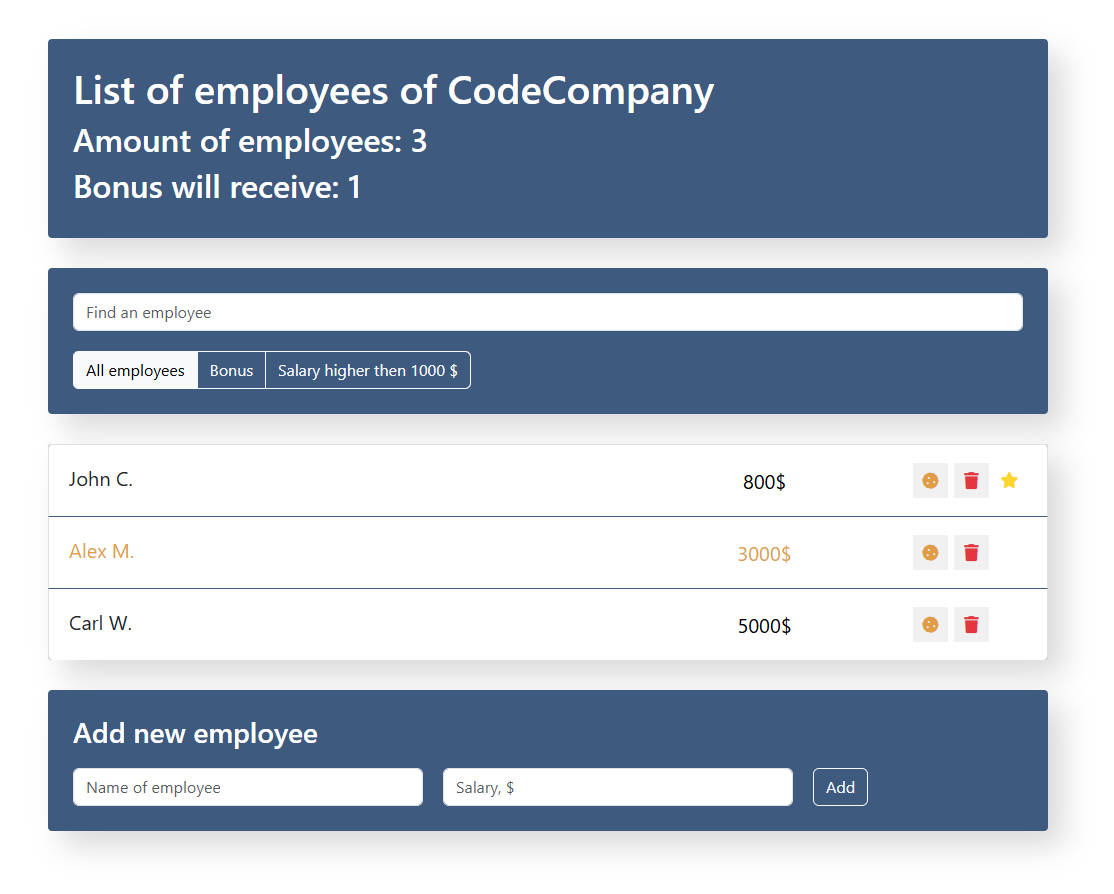 List of employees of CodeCompany
Amount of employees: 3
Bonus will receive: 1
Find an employee
All employees Bonus Salary higher then 1000 $
John C. 800$
Alex M. 3000$
Carl W. 5000$
Add new employee
Name of employee Salary, $ Add